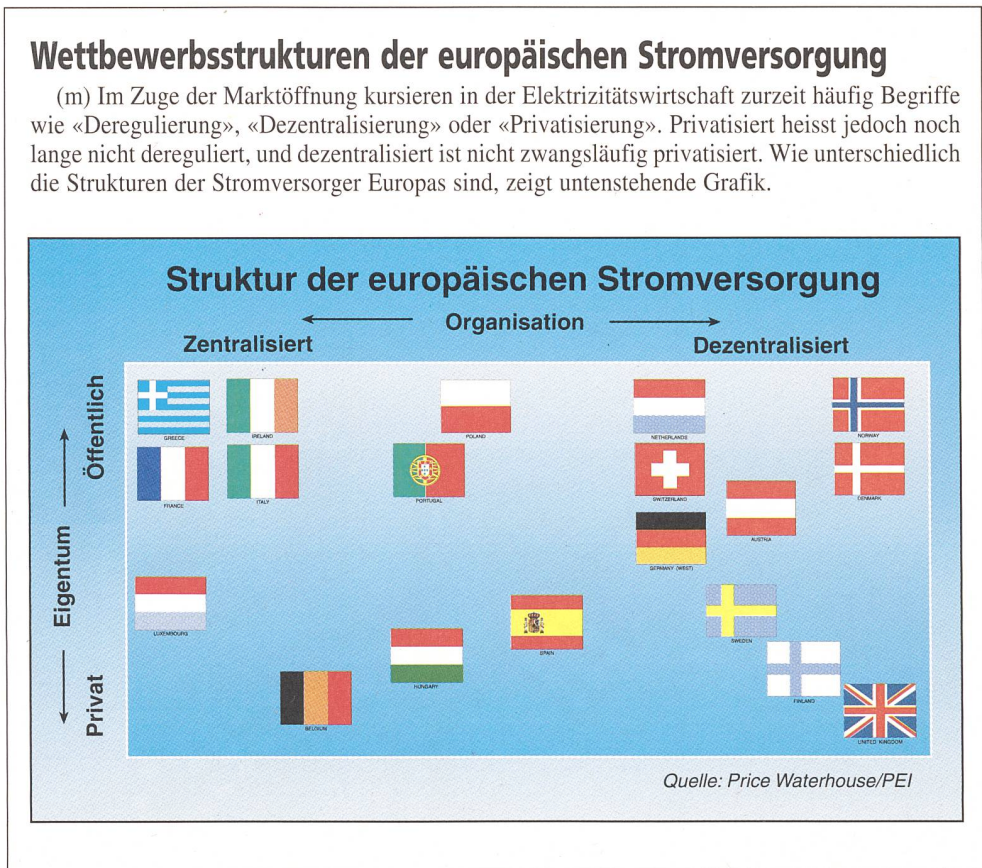 Wettbewerbsstrukturen der europäischen Stromversorgung
(m) Im Zuge der Marktöffnung kursieren in der Elektrizitätswirtschaft zurzeit häufig Begriffe
wie «Deregulierung», «Dezentralisierung» oder «Privatisierung». Privatisiert heisst jedoch noch
lange nicht dereguliert, und dezentralisiert ist nicht zwangsläufig privatisiert. Wie unterschiedlich
die Strukturen der Stromversorger Europas sind, zeigt untenstehende Grafik.
Struktur der europäischen Stromversorgung
Organisation
Zentralisiert
Dezentralisiert
Eigentum
Öffentlich
Privat
GREECE
IRELAND
POLAND
NETHERLANDS
NORWAY
FRANCE
ITALY
PORTUGAL
SWITZERLAND
DENMARK
AUSTRIA
GERMANY (WEST)
LUXEMBOURG
SPAIN
SWEDEN
HUNGARY
FINLAND
BELGIUM
UNITED KINGDOM
Quelle: Price Waterhouse/PEI